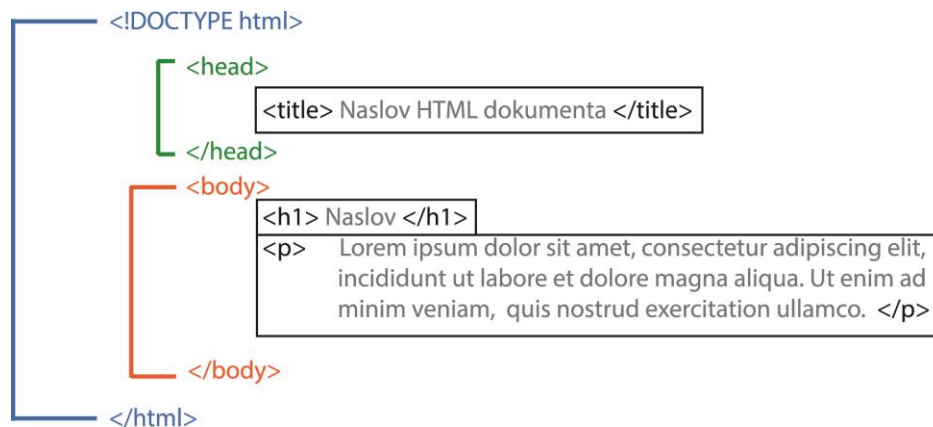 <!DOCTYPE html>
<head>
<title> Naslov HTML dokumenta </title>
</head>
<body>
<h1> Naslov </h1>
<p> Lorem ipsum dolor sit amet, consectetur adipiscing elit,
incididunt ut labore et dolore magna aliqua. Ut enim ad
minim veniam, quis nostrud exercitation ullamco. </p>
</body>
</html>